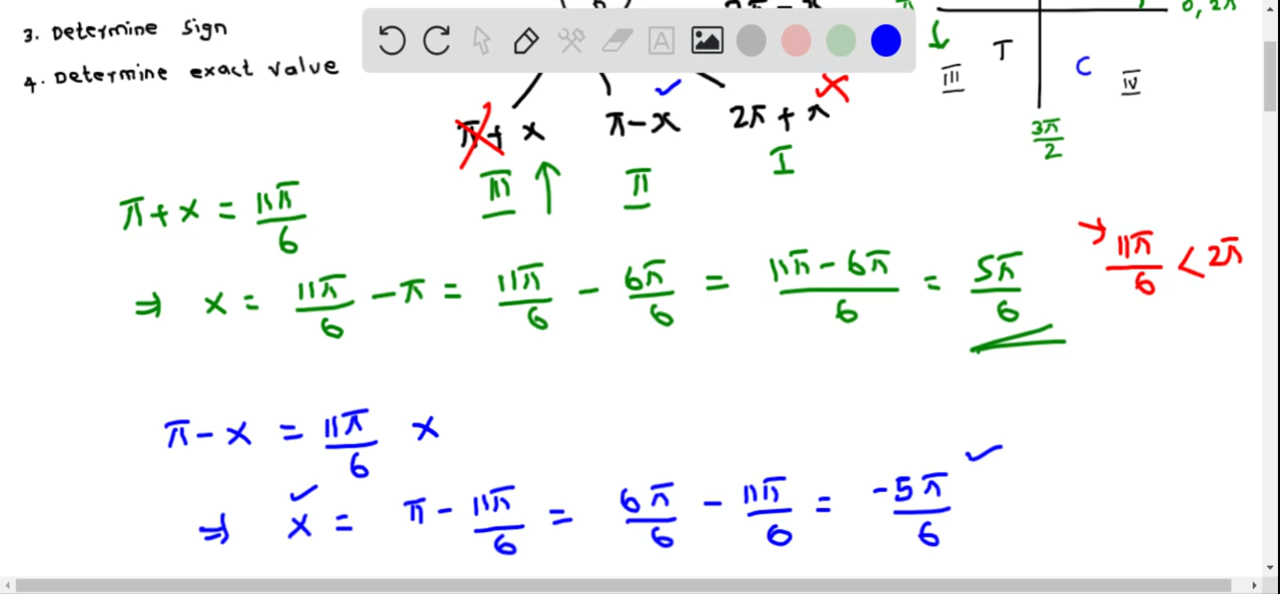 3. Determine Sign
4. Determine exact value
0, 2π
T
C
III
IV
3π/2
π + x
π - x
2π + π
III
II
I
π + x = 11π/6
⇒ x = 11π/6 - π = 11π/6 - 6π/6 = 11π - 6π/6 = 5π/6
→ 11π/6 < 2π
π - x = 11π/6 x
⇒ x = π - 11π/6 = 6π/6 - 11π/6 = -5π/6